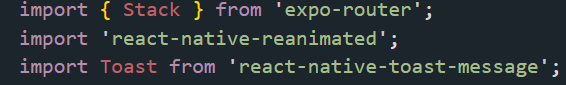 import { Stack } from 'expo-router';
import 'react-native-reanimated';
import Toast from 'react-native-toast-message';